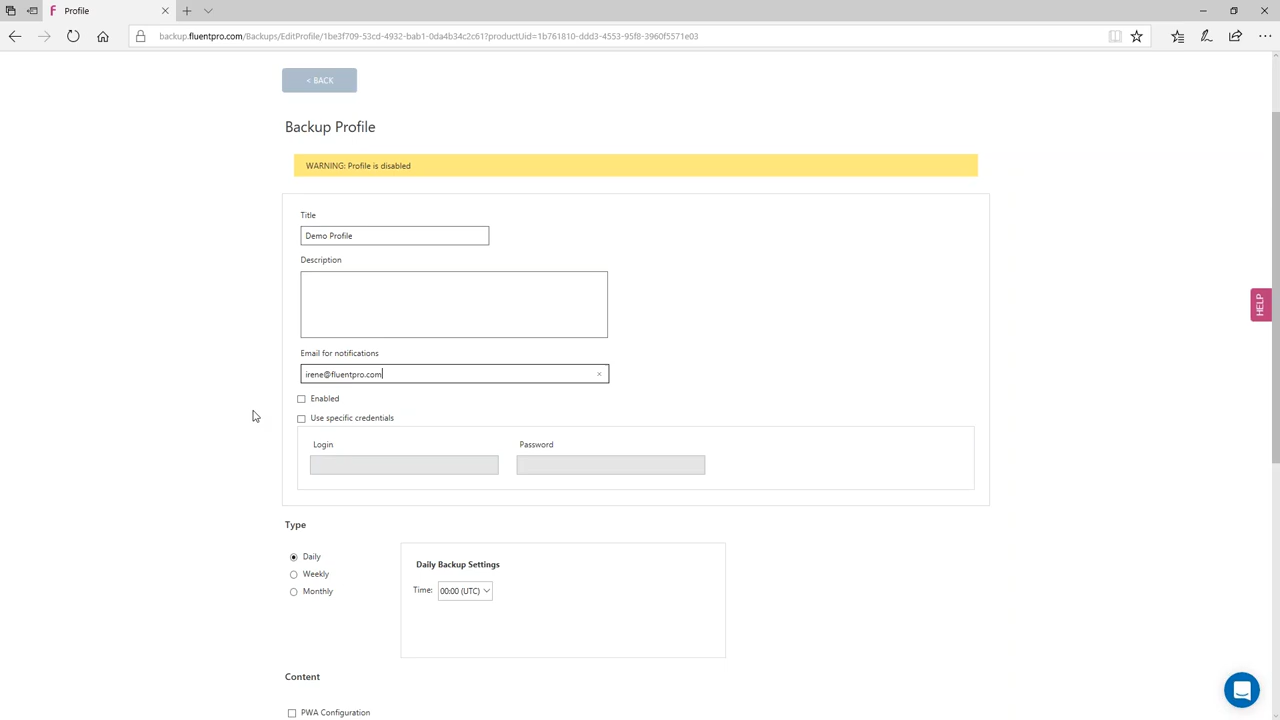 Profile
backup.fluentpro.com/Backups/EditProfile/1be3f709-53cd-4932-bab1-0da4b34c2c61?productUid=1b761810-ddd3-4553-95f8-3960f5571e03
< BACK
Backup Profile
WARNING: Profile is disabled
Title
Demo Profile
Description
Email for notifications
irene@fluentpro.com
Enabled
Use specific credentials
Login Password
Type
Daily
Weekly
Monthly
Daily Backup Settings
Time: 00:00 (UTC)
Content
PWA Configuration
HELP